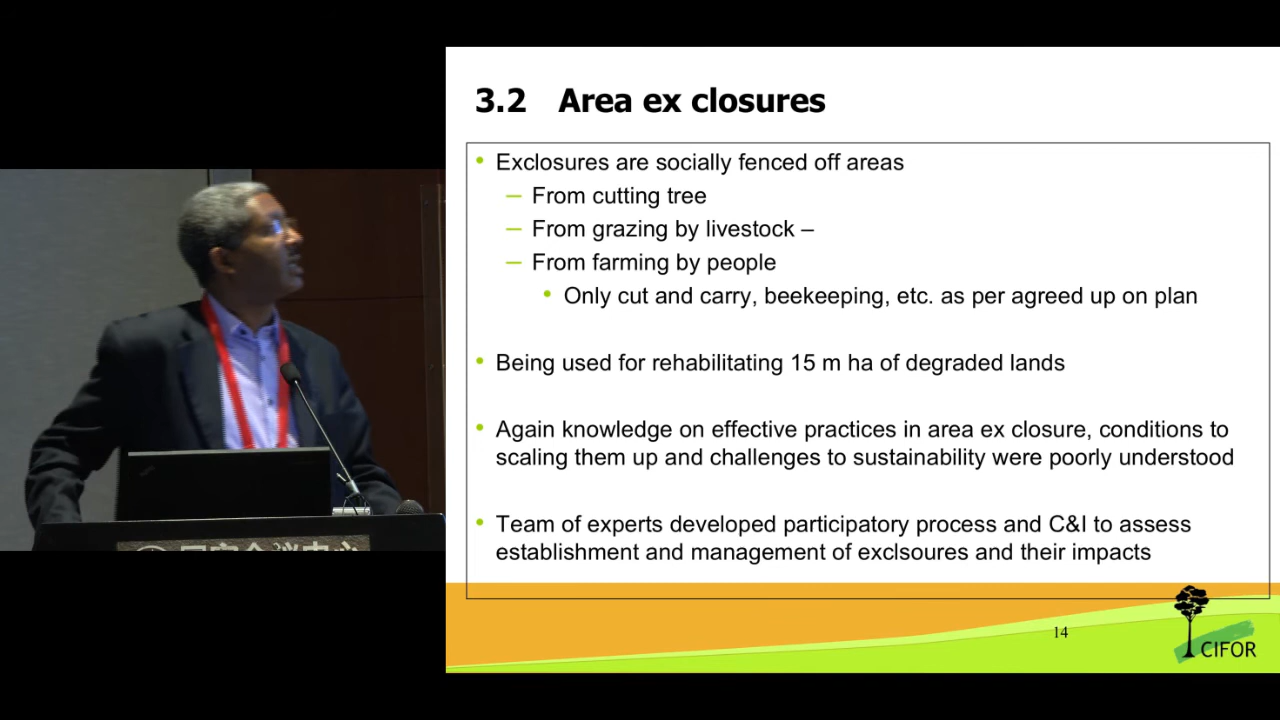 3.2 Area ex closures
• Exclosures are socially fenced off areas
– From cutting tree
– From grazing by livestock –
– From farming by people
• Only cut and carry, beekeeping, etc. as per agreed up on plan
• Being used for rehabilitating 15 m ha of degraded lands
• Again knowledge on effective practices in area ex closure, conditions to
scaling them up and challenges to sustainability were poorly understood
• Team of experts developed participatory process and C&I to assess
establishment and management of exclsoures and their impacts
14
CIFOR